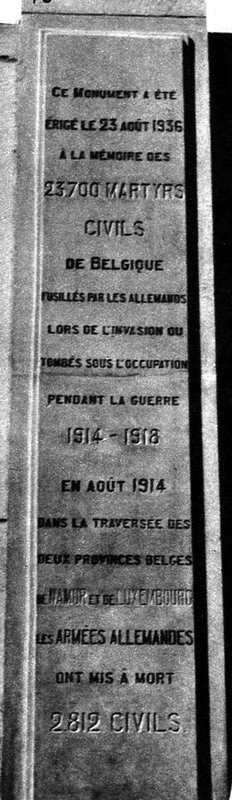 CE MONUMENT A ÉTÉ
ÉRIGÉ LE 23 AOÛT 1936
À LA MÉMOIRE DES
23.700 MARTYRS
CIVILS
DE BELGIQUE
FUSILLÉS PAR LES ALLEMANDS
LORS DE L'INVASION OU
TOMBÉS SOUS L'OCCUPATION
PENDANT LA GUERRE
1914-1918
EN AOÛT 1914
DANS LA TRAVERSÉE DES
DEUX PROVINCES BELGES
DE NAMUR ET DE LUXEMBOURG
LES ARMÉES ALLEMANDES
ONT MIS À MORT
2.812 CIVILS.